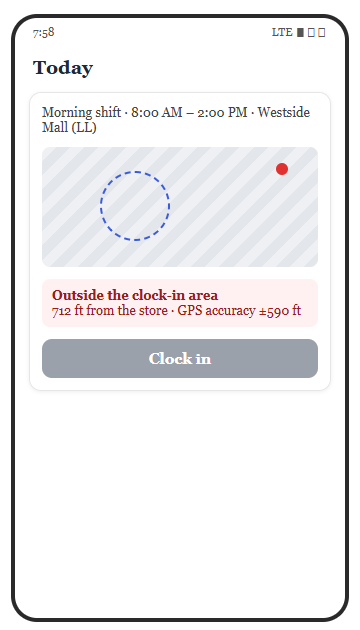 7:58
LTE
Today
Morning shift · 8:00 AM – 2:00 PM · Westside
Mall (LL)
Outside the clock-in area
712 ft from the store · GPS accuracy ±590 ft
Clock in